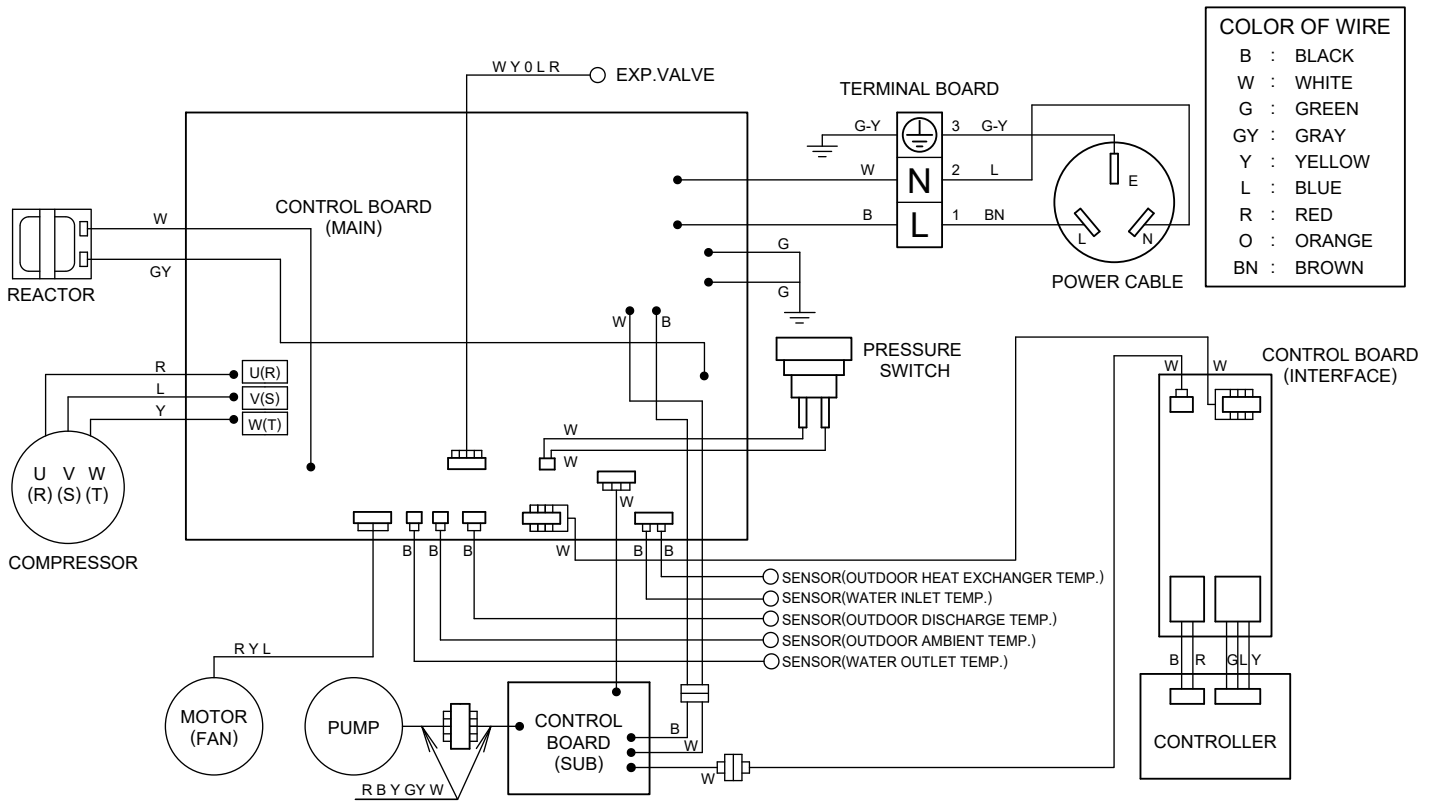 W Y 0 L R
EXP.VALVE
TERMINAL BOARD
COLOR OF WIRE
B : BLACK
W : WHITE
G : GREEN
GY : GRAY
Y : YELLOW
L : BLUE
R : RED
O : ORANGE
BN : BROWN
G-Y
3
G-Y
W
N
2
L
B
L
1
BN
E
L
N
POWER CABLE
CONTROL BOARD
(MAIN)
W
GY
REACTOR
G
G
W
B
PRESSURE
SWITCH
CONTROL BOARD
(INTERFACE)
W
W
R
U(R)
L
V(S)
Y
W(T)
U V W
(R) (S) (T)
COMPRESSOR
W
W
W
B
B
B
W
B
B
SENSOR(OUTDOOR HEAT EXCHANGER TEMP.)
SENSOR(WATER INLET TEMP.)
SENSOR(OUTDOOR DISCHARGE TEMP.)
SENSOR(OUTDOOR AMBIENT TEMP.)
SENSOR(WATER OUTLET TEMP.)
R Y L
MOTOR
(FAN)
PUMP
R B Y GY W
CONTROL
BOARD
(SUB)
B
W
W
B
R
G
L
Y
CONTROLLER